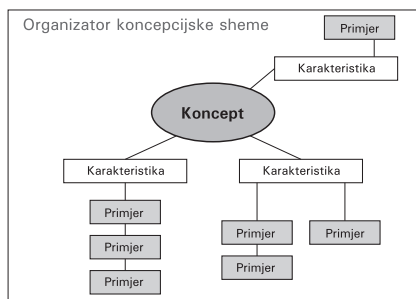 Organizator koncepcijske sheme
Primjer
Karakteristika
Koncept
Karakteristika
Karakteristika
Primjer
Primjer
Primjer
Primjer
Primjer
Primjer